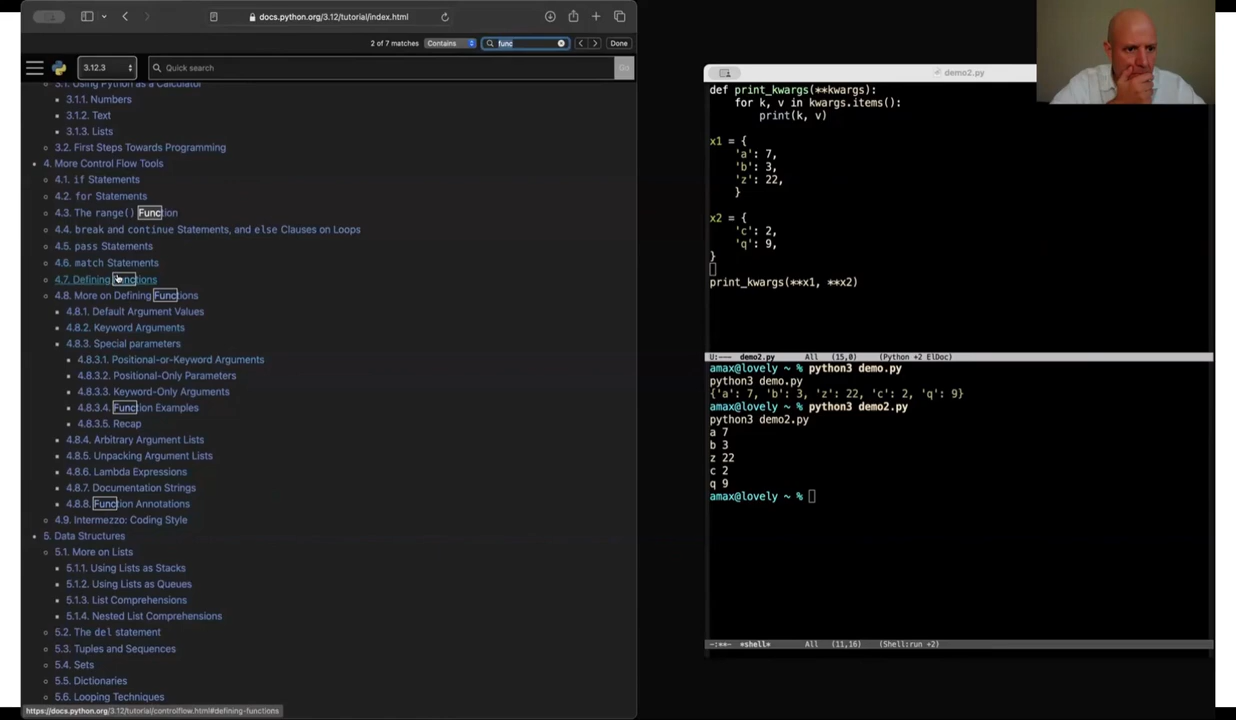 docs.python.org/3.12/tutorial/index.html
2 of 7 matches
Contains
func
Done
3.12.3
Quick search
Go
3.1. Using Python as a Calculator
3.1.1. Numbers
3.1.2. Text
3.1.3. Lists
3.2. First Steps Towards Programming
4. More Control Flow Tools
4.1. if Statements
4.2. for Statements
4.3. The range() Function
4.4. break and continue Statements, and else Clauses on Loops
4.5. pass Statements
4.6. match Statements
4.7. Defining Functions
4.8. More on Defining Functions
4.8.1. Default Argument Values
4.8.2. Keyword Arguments
4.8.3. Special parameters
4.8.3.1. Positional-or-Keyword Arguments
4.8.3.2. Positional-Only Parameters
4.8.3.3. Keyword-Only Arguments
4.8.3.4. Function Examples
4.8.3.5. Recap
4.8.4. Arbitrary Argument Lists
4.8.5. Unpacking Argument Lists
4.8.6. Lambda Expressions
4.8.7. Documentation Strings
4.8.8. Function Annotations
4.9. Intermezzo: Coding Style
5. Data Structures
5.1. More on Lists
5.1.1. Using Lists as Stacks
5.1.2. Using Lists as Queues
5.1.3. List Comprehensions
5.1.4. Nested List Comprehensions
5.2. The del statement
5.3. Tuples and Sequences
5.4. Sets
5.5. Dictionaries
5.6. Looping Techniques
https://docs.python.org/3.12/tutorial/controlflow.html#defining-functions
demo2.py
def print_kwargs(**kwargs):
for k, v in kwargs.items():
print(k, v)
x1 = {
'a': 7,
'b': 3,
'z': 22,
}
x2 = {
'c': 2,
'q': 9,
}
print_kwargs(**x1, **x2)
U:--- demo2.py All (15,0) (Python +2 ElDoc)
amax@lovely ~ % python3 demo.py
python3 demo.py
{'a': 7, 'b': 3, 'z': 22, 'c': 2, 'q': 9}
amax@lovely ~ % python3 demo2.py
python3 demo2.py
a 7
b 3
z 22
c 2
q 9
amax@lovely ~ %
-:**- *shell* All (11,16) (Shell:run +2)